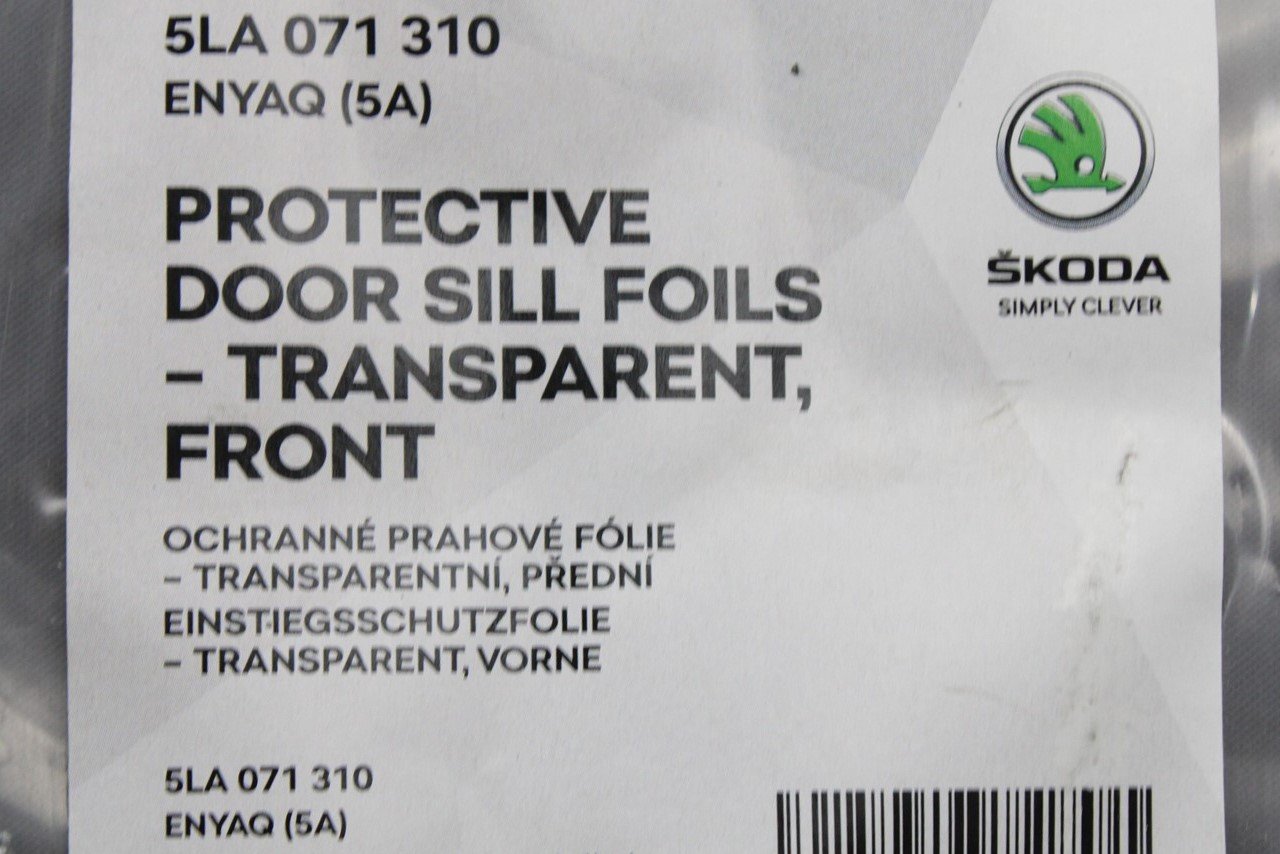 5LA 071 310
ENYAQ (5A)
PROTECTIVE
DOOR SILL FOILS
– TRANSPARENT,
FRONT
ŠKODA
SIMPLY CLEVER
OCHRANNÉ PRAHOVÉ FÓLIE
– TRANSPARENTNÍ, PŘEDNÍ
EINSTIEGSSCHUTZFOLIE
– TRANSPARENT, VORNE
5LA 071 310
ENYAQ (5A)